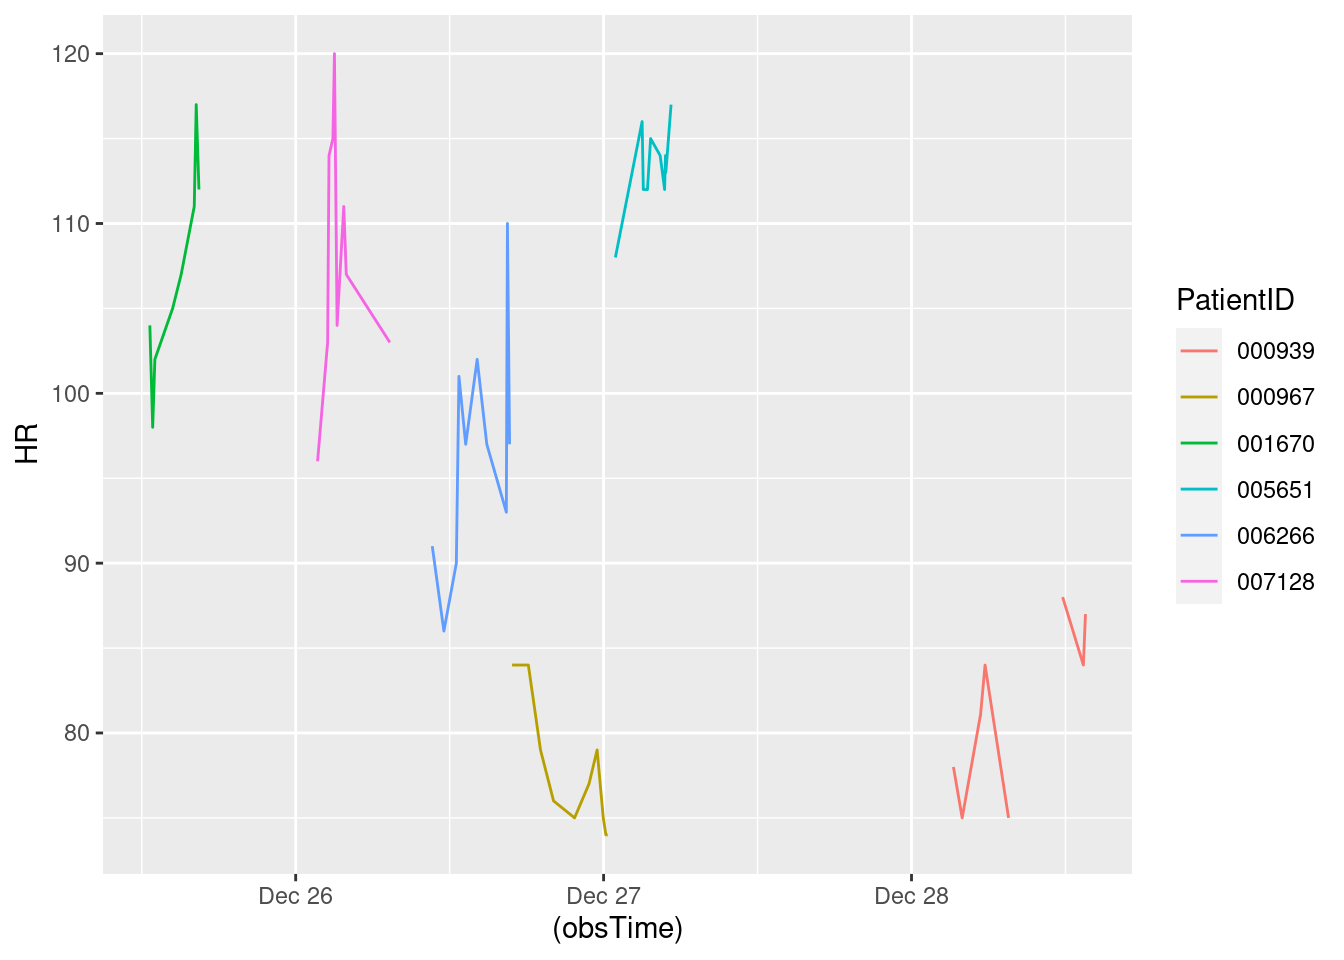 120
110
100
90
80
HR
Dec 26
Dec 27
Dec 28
(obsTime)
PatientID
000939
000967
001670
005651
006266
007128